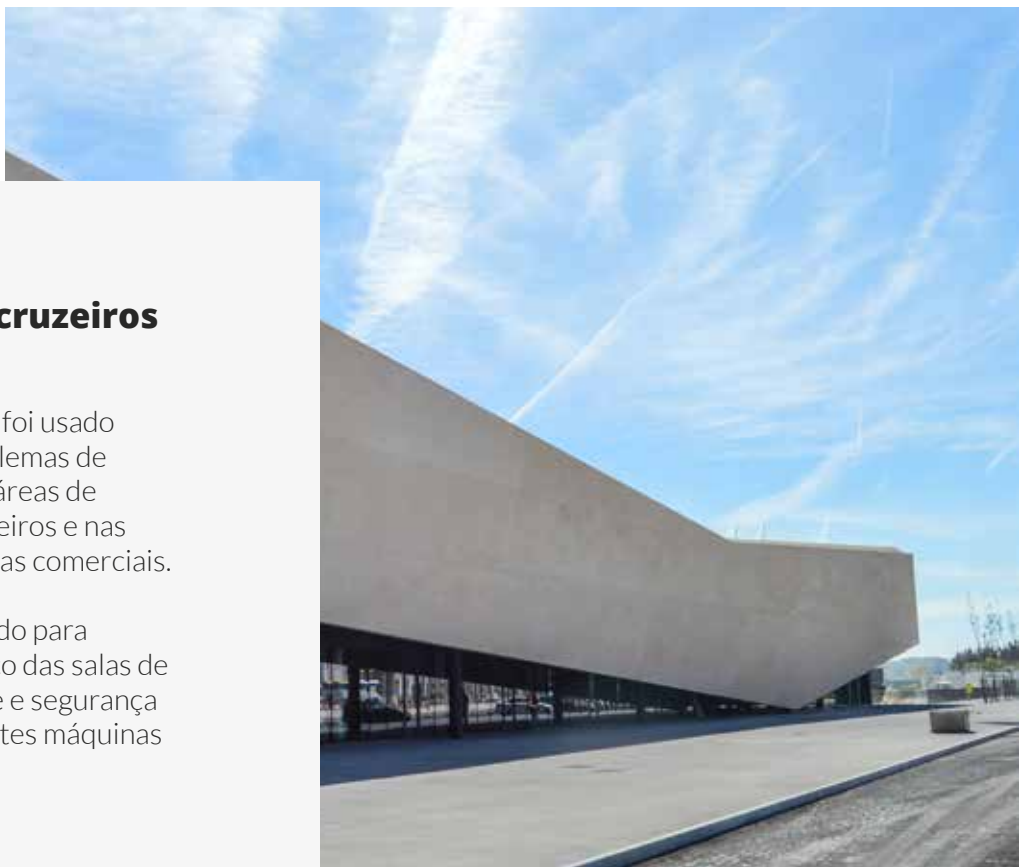 cruzeiros
foi usado
lemas de
áreas de
eiros e nas
as comerciais.
do para
o das salas de
e e segurança
tes máquinas